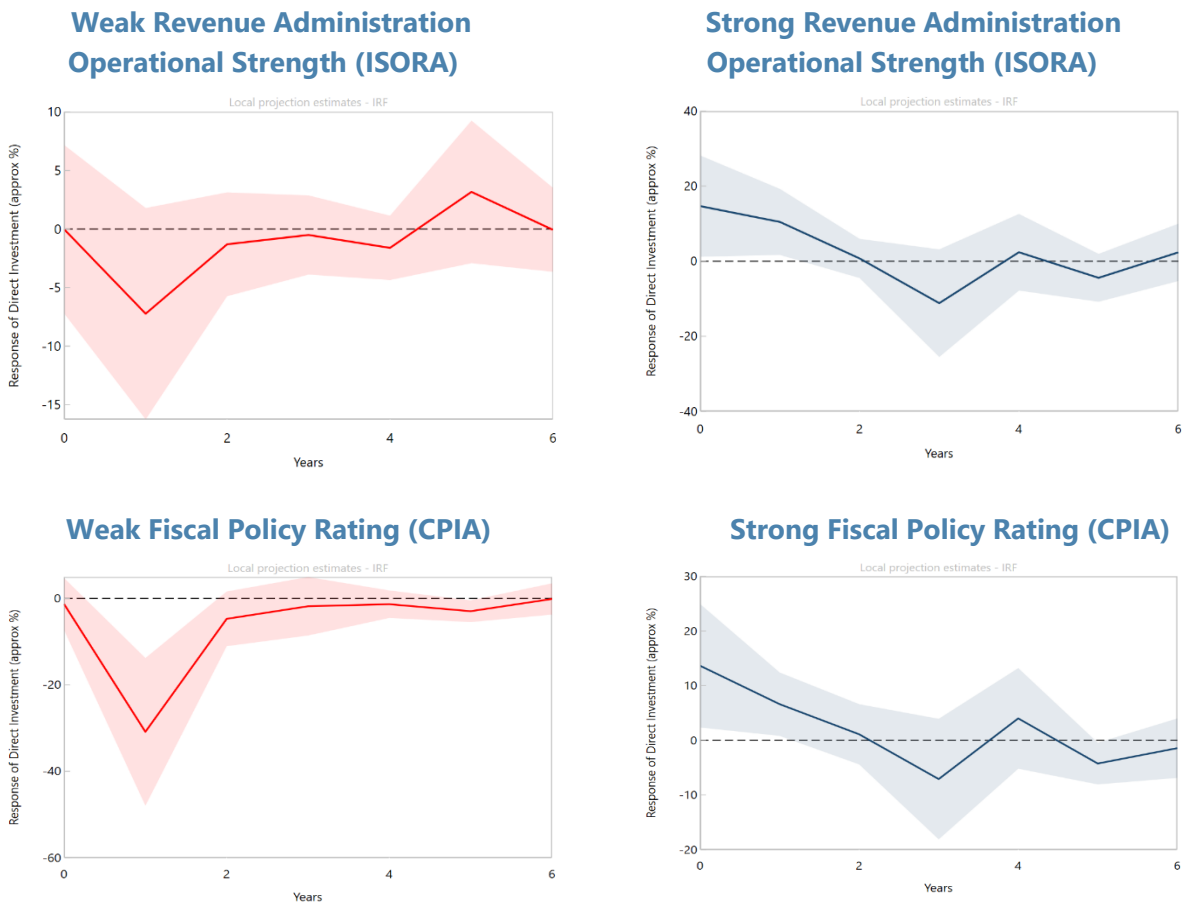 Weak Revenue Administration
Operational Strength (ISORA)
Local projection estimates - IRF
10
5
0
-5
-10
-15
Response of Direct Investment (approx %)
0 2 4 6
Years
Strong Revenue Administration
Operational Strength (ISORA)
Local projection estimates - IRF
40
20
0
-20
-40
Response of Direct Investment (approx %)
0 2 4 6
Years
Weak Fiscal Policy Rating (CPIA)
Local projection estimates - IRF
0
-20
-40
-60
Response of Direct Investment (approx %)
0 2 4 6
Years
Strong Fiscal Policy Rating (CPIA)
Local projection estimates - IRF
30
20
10
0
-10
-20
Response of Direct Investment (approx %)
0 2 4 6
Years